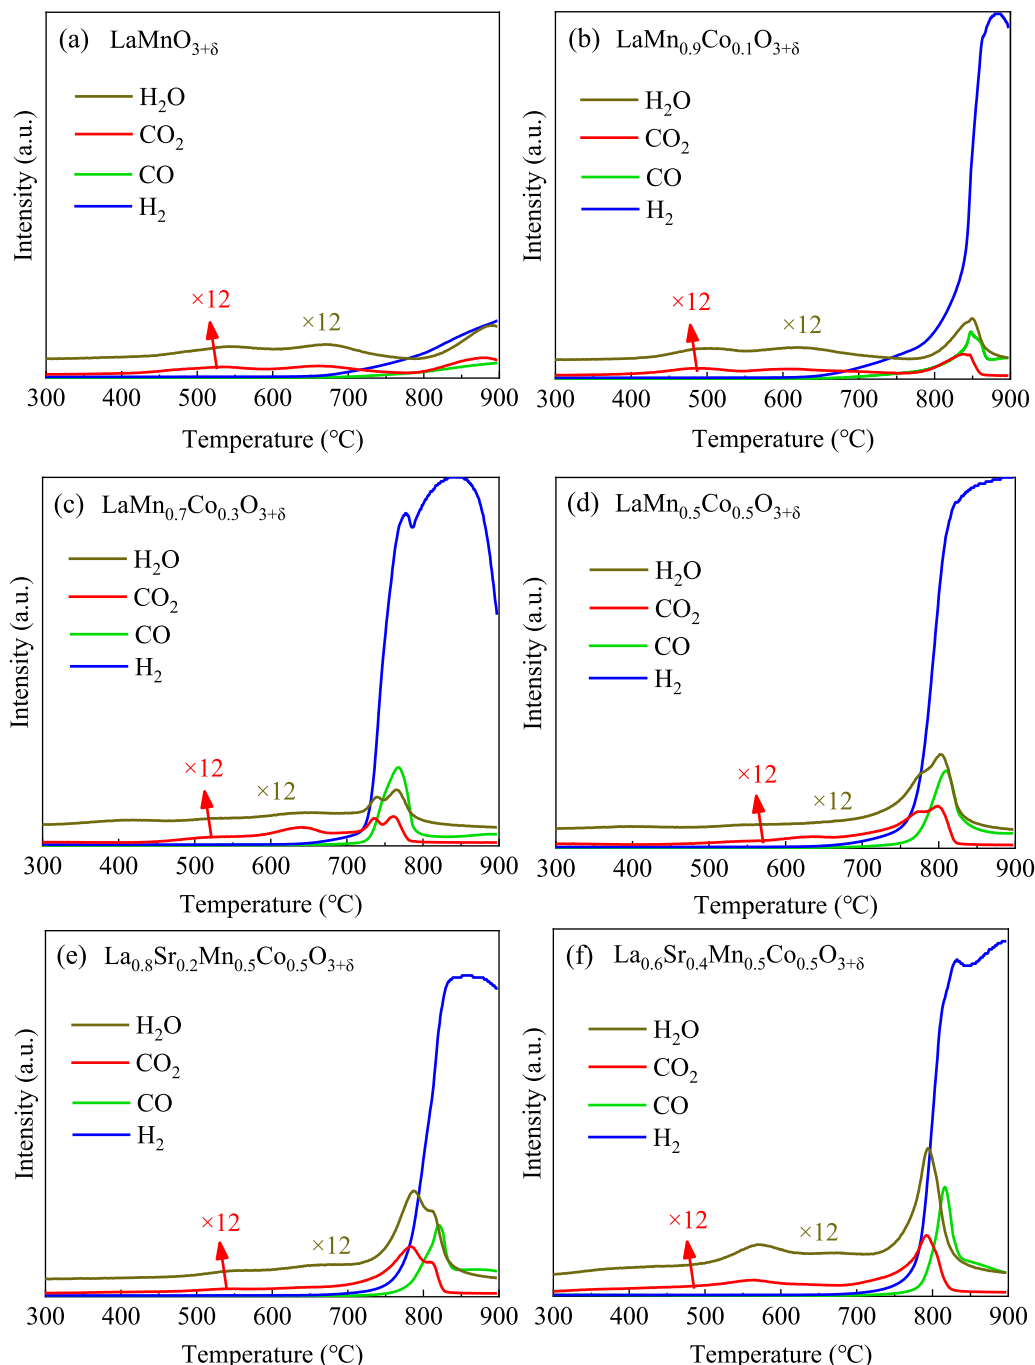 (a) LaMnO₃₊δ
H₂O
CO₂
CO
H₂
×12
×12
Intensity (a.u.)
300 400 500 600 700 800 900
Temperature (℃)
(b) LaMn₀.₉Co₀.₁O₃₊δ
H₂O
CO₂
CO
H₂
×12
×12
Intensity (a.u.)
300 400 500 600 700 800 900
Temperature (℃)
(c) LaMn₀.₇Co₀.₃O₃₊δ
H₂O
CO₂
CO
H₂
×12
×12
Intensity (a.u.)
300 400 500 600 700 800 900
Temperature (℃)
(d) LaMn₀.₅Co₀.₅O₃₊δ
H₂O
CO₂
CO
H₂
×12
×12
Intensity (a.u.)
300 400 500 600 700 800 900
Temperature (℃)
(e) La₀.₈Sr₀.₂Mn₀.₅Co₀.₅O₃₊δ
H₂O
CO₂
CO
H₂
×12
×12
Intensity (a.u.)
300 400 500 600 700 800 900
Temperature (℃)
(f) La₀.₆Sr₀.₄Mn₀.₅Co₀.₅O₃₊δ
H₂O
CO₂
CO
H₂
×12
×12
Intensity (a.u.)
300 400 500 600 700 800 900
Temperature (℃)